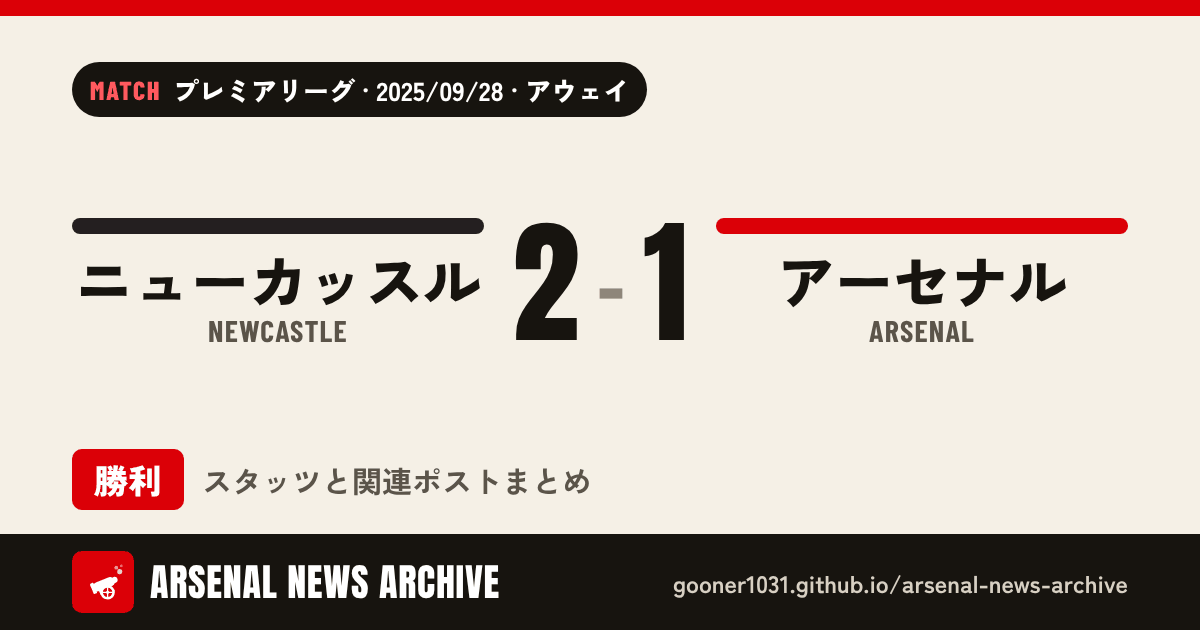 MATCH プレミアリーグ · 2025/09/28 · アウェイ
ニューカッスル 2 - 1 アーセナル
NEWCASTLE ARSENAL
勝利 スタッツと関連ポストまとめ
ARSENAL NEWS ARCHIVE gooner1031.github.io/arsenal-news-archive